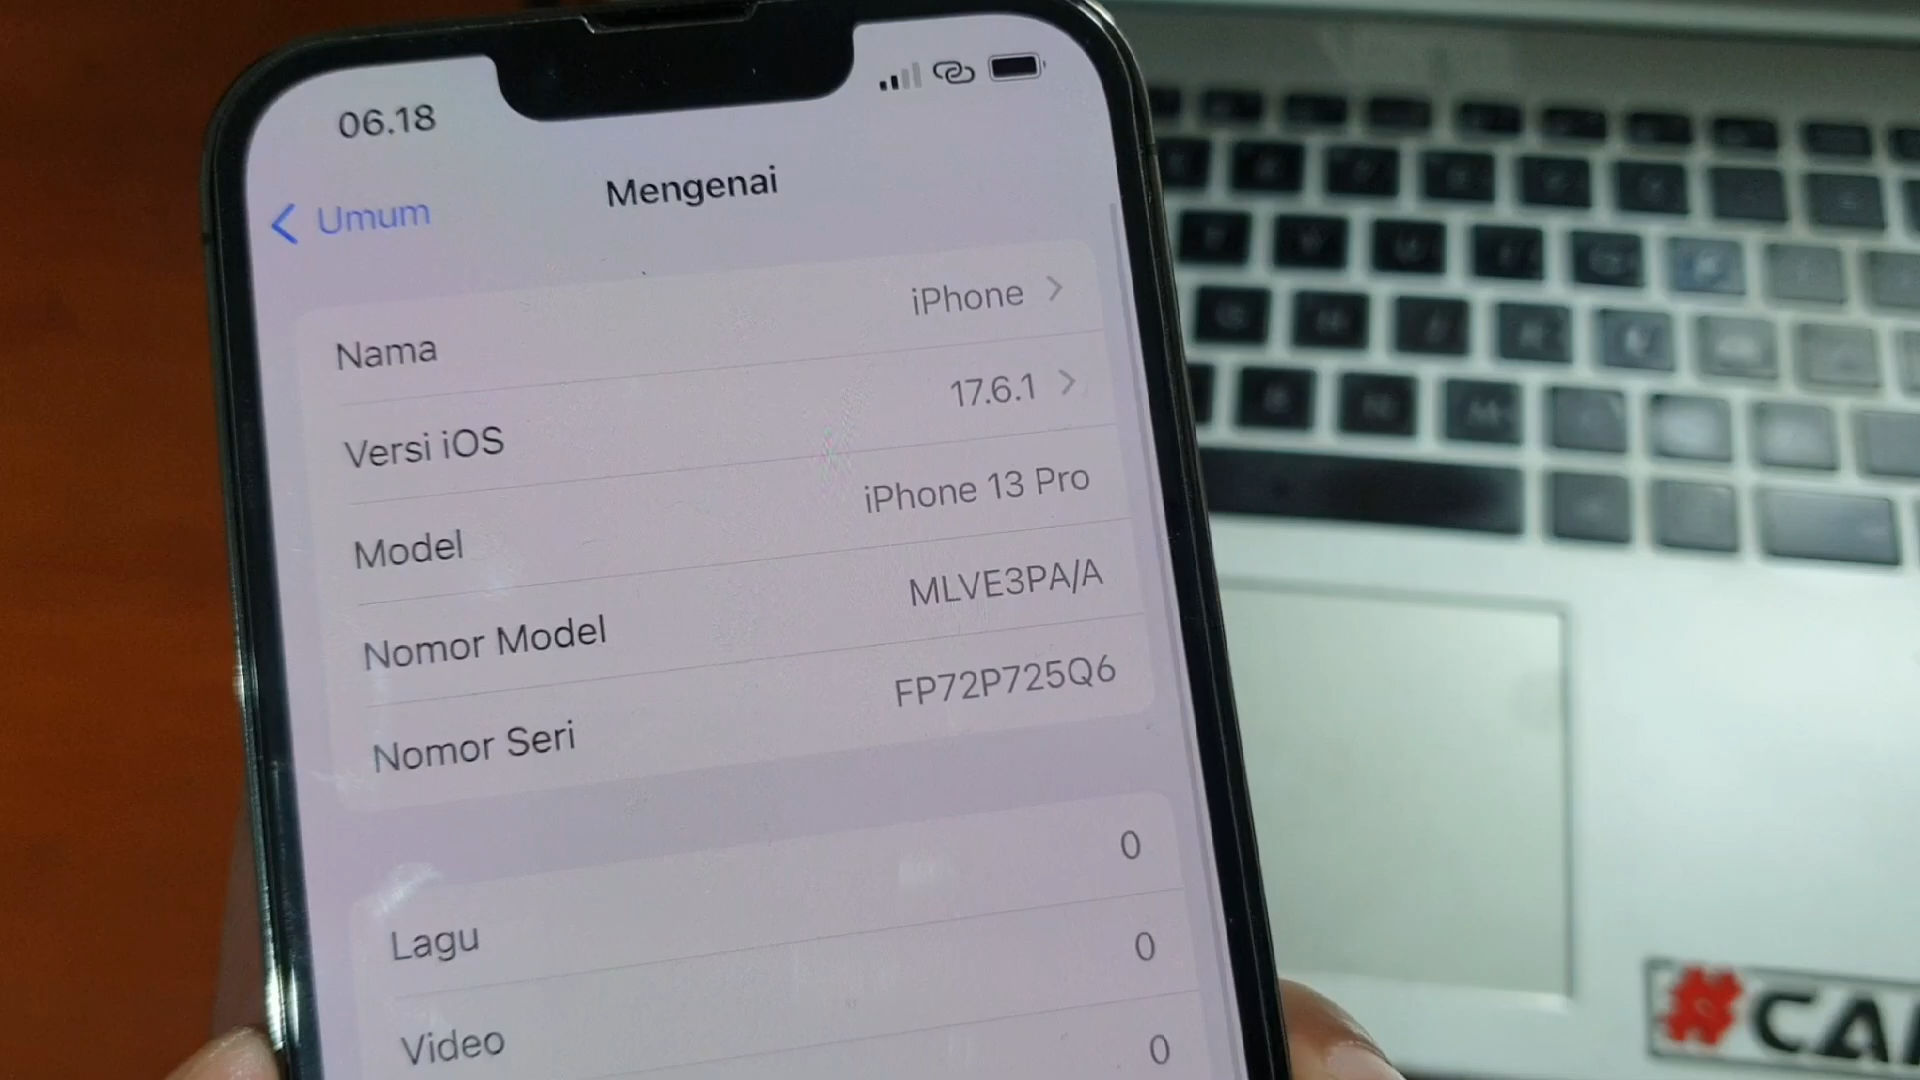 06.18
Umum
Mengenai
Nama iPhone
Versi iOS 17.6.1
Model iPhone 13 Pro
Nomor Model MLVE3PA/A
Nomor Seri FP72P725Q6
Lagu 0
Video 0
0